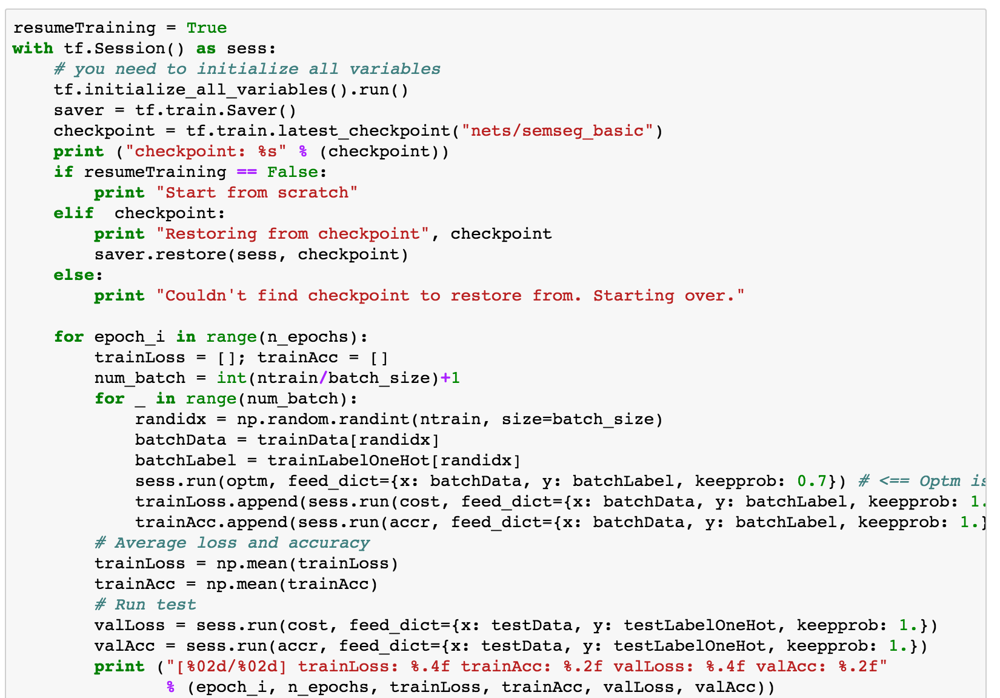 resumeTraining = True
with tf.Session() as sess:
    # you need to initialize all variables
    tf.initialize_all_variables().run()
    saver = tf.train.Saver()
    checkpoint = tf.train.latest_checkpoint("nets/semseg_basic")
    print ("checkpoint: %s" % (checkpoint))
    if resumeTraining == False:
        print "Start from scratch"
    elif  checkpoint:
        print "Restoring from checkpoint", checkpoint
        saver.restore(sess, checkpoint)
    else:
        print "Couldn't find checkpoint to restore from. Starting over."

    for epoch_i in range(n_epochs):
        trainLoss = []; trainAcc = []
        num_batch = int(ntrain/batch_size)+1
        for _ in range(num_batch):
            randidx = np.random.randint(ntrain, size=batch_size)
            batchData = trainData[randidx]
            batchLabel = trainLabelOneHot[randidx]
            sess.run(optm, feed_dict={x: batchData, y: batchLabel, keepprob: 0.7}) # <== Optm is
            trainLoss.append(sess.run(cost, feed_dict={x: batchData, y: batchLabel, keepprob: 1.
            trainAcc.append(sess.run(accr, feed_dict={x: batchData, y: batchLabel, keepprob: 1.}
        # Average loss and accuracy
        trainLoss = np.mean(trainLoss)
        trainAcc = np.mean(trainAcc)
        # Run test
        valLoss = sess.run(cost, feed_dict={x: testData, y: testLabelOneHot, keepprob: 1.})
        valAcc = sess.run(accr, feed_dict={x: testData, y: testLabelOneHot, keepprob: 1.})
        print ("[%02d/%02d] trainLoss: %.4f trainAcc: %.2f valLoss: %.4f valAcc: %.2f"
               % (epoch_i, n_epochs, trainLoss, trainAcc, valLoss, valAcc))